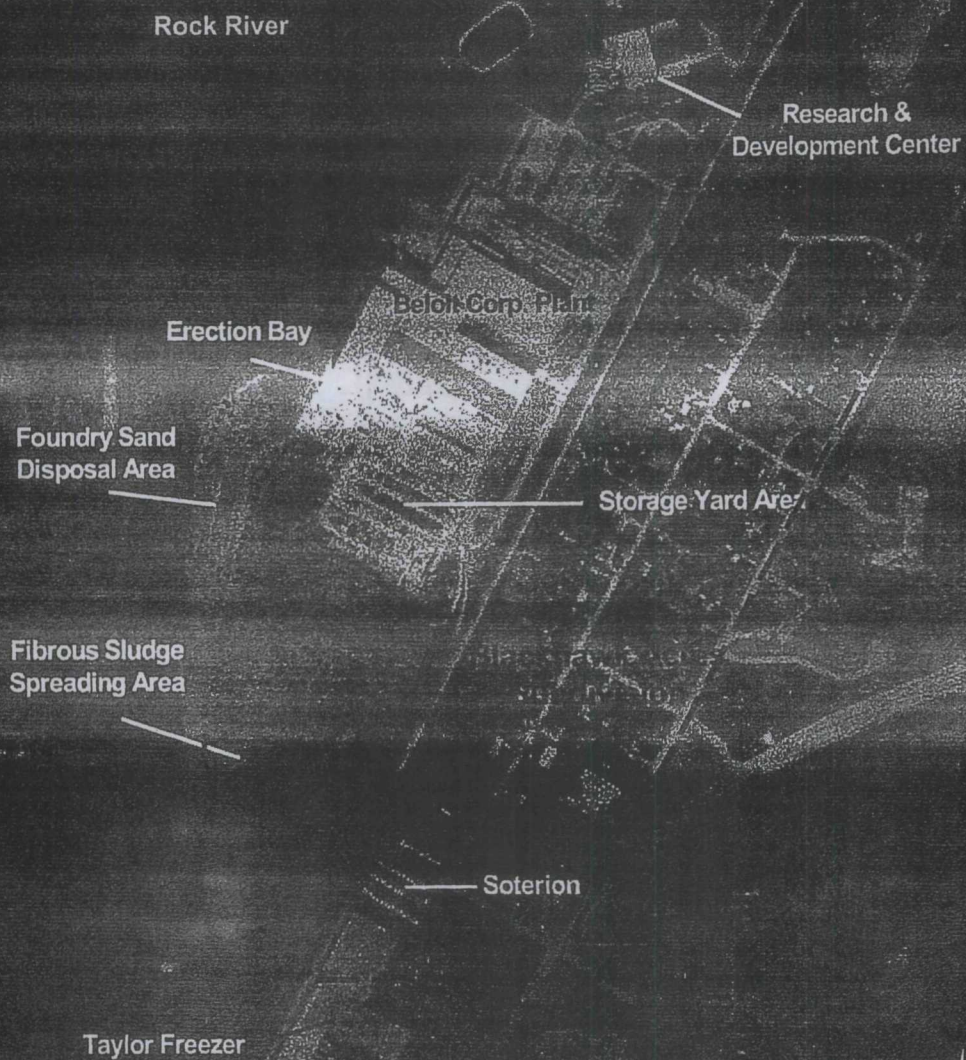 Rock River
Research &
Development Center
Beloit Corp. Plant
Erection Bay
Foundry Sand
Disposal Area
Storage Yard Area
Fibrous Sludge
Spreading Area
Soterion
Taylor Freezer